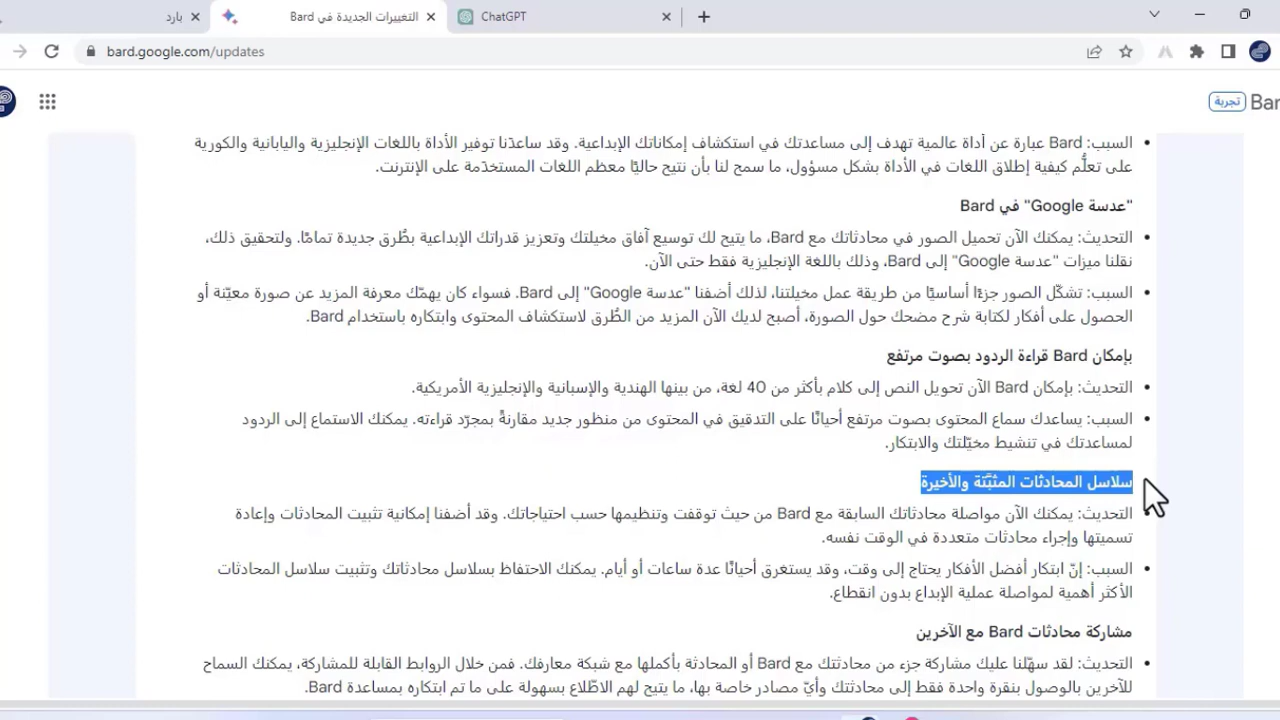 بارد
التغييرات الجديدة في Bard
ChatGPT
bard.google.com/updates
تجربة
السبب: Bard عبارة عن أداة عالمية تهدف إلى مساعدتك في استكشاف إمكاناتك الإبداعية. وقد ساعدَنا توفير الأداة باللغات الإنجليزية واليابانية والكورية
على تعلُّم كيفية إطلاق اللغات في الأداة بشكل مسؤول، ما سمح لنا بأن نتيح حاليًا معظم اللغات المستخدَمة على الإنترنت.
"عدسة Google" في Bard
التحديث: يمكنك الآن تحميل الصور في محادثاتك مع Bard، ما يتيح لك توسيع آفاق مخيلتك وتعزيز قدراتك الإبداعية بطُرق جديدة تمامًا. ولتحقيق ذلك،
نقلنا ميزات "عدسة Google" إلى Bard، وذلك باللغة الإنجليزية فقط حتى الآن.
السبب: تشكّل الصور جزءًا أساسيًا من طريقة عمل مخيلتنا، لذلك أضفنا "عدسة Google" إلى Bard. فسواء كان يهمّك معرفة المزيد عن صورة معيّنة أو
الحصول على أفكار لكتابة شرح مضحك حول الصورة، أصبح لديك الآن المزيد من الطُرق لاستكشاف المحتوى وابتكاره باستخدام Bard.
بإمكان Bard قراءة الردود بصوت مرتفع
التحديث: بإمكان Bard الآن تحويل النص إلى كلام بأكثر من 40 لغة، من بينها الهندية والإسبانية والإنجليزية الأمريكية.
السبب: يساعدك سماع المحتوى بصوت مرتفع أحيانًا على التدقيق في المحتوى من منظور جديد مقارنةً بمجرّد قراءته. يمكنك الاستماع إلى الردود
لمساعدتك في تنشيط مخيّلتك والابتكار.
سلاسل المحادثات المثبَّتة والأخيرة
التحديث: يمكنك الآن مواصلة محادثاتك السابقة مع Bard من حيث توقفت وتنظيمها حسب احتياجاتك. وقد أضفنا إمكانية تثبيت المحادثات وإعادة
تسميتها وإجراء محادثات متعددة في الوقت نفسه.
السبب: إنّ ابتكار أفضل الأفكار يحتاج إلى وقت، وقد يستغرق أحيانًا عدة ساعات أو أيام. يمكنك الاحتفاظ بسلاسل محادثاتك وتثبيت سلاسل المحادثات
الأكثر أهمية لمواصلة عملية الإبداع بدون انقطاع.
مشاركة محادثات Bard مع الآخرين
التحديث: لقد سهّلنا عليك مشاركة جزء من محادثتك مع Bard أو المحادثة بأكملها مع شبكة معارفك. فمن خلال الروابط القابلة للمشاركة، يمكنك السماح
للآخرين بالوصول بنقرة واحدة فقط إلى محادثتك وأيّ مصادر خاصة بها، ما يتيح لهم الاطّلاع بسهولة على ما تم ابتكاره بمساعدة Bard.